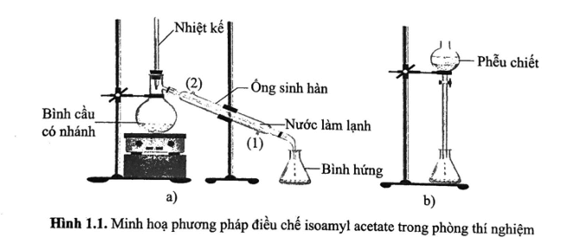 Nhiệt kế
(2)
Ống sinh hàn
Phễu chiết
Bình cầu
có nhánh
Nước làm lạnh
(1)
Bình hứng
a)
b)
Hình 1.1. Minh hoạ phương pháp điều chế isoamyl acetate trong phòng thí nghiệm